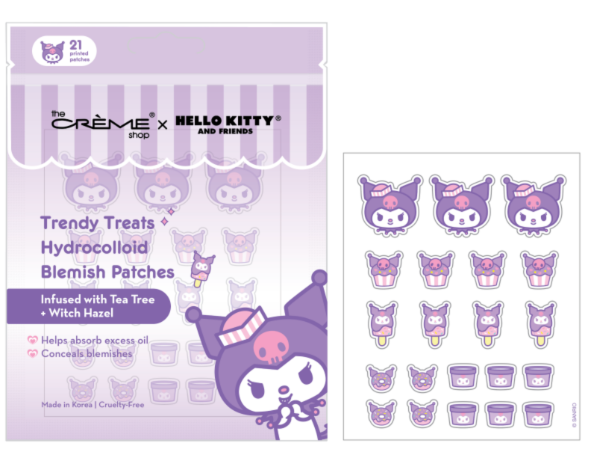 21
printed
patches
the
CRÈME®
shop
x
HELLO KITTY®
AND FRIENDS
Trendy Treats
Hydrocolloid
Blemish Patches
Infused with Tea Tree
+ Witch Hazel
Helps absorb excess oil
Conceals blemishes
Made in Korea | Cruelty-Free